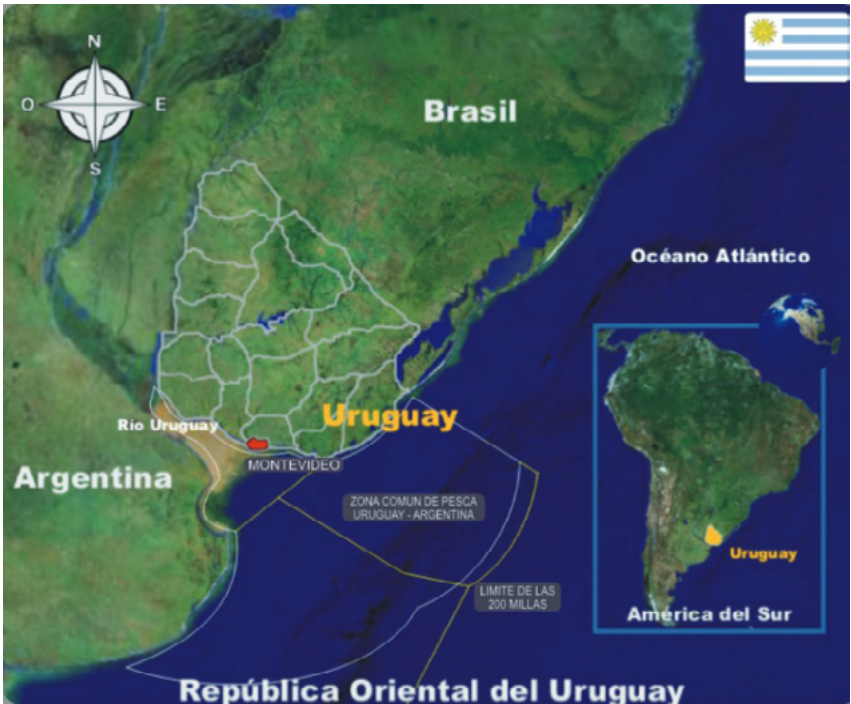 N
O
E
S
Brasil
Océano Atlántico
Uruguay
Río Uruguay
MONTEVIDEO
Argentina
ZONA COMUN DE PESCA
URUGUAY - ARGENTINA
LIMITE DE LAS
200 MILLAS
Uruguay
América del Sur
República Oriental del Uruguay